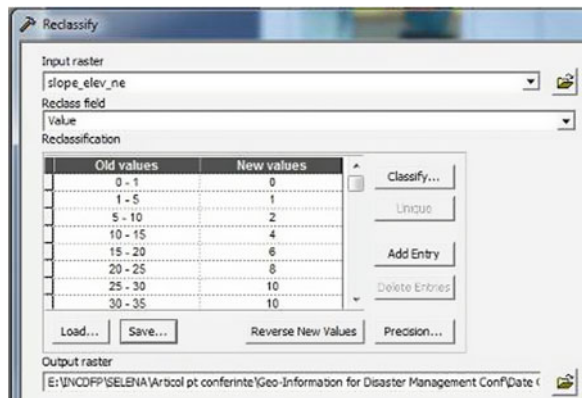 Reclassify
Input raster
slope_elev_ne
Reclass field
Value
Reclassification
Old values New values
0 - 1 0
1 - 5 1
5 - 10 2
10 - 15 4
15 - 20 6
20 - 25 8
25 - 30 10
30 - 35 10
Classify...
Unique
Add Entry
Delete Entries
Load... Save... Reverse New Values Precision...
Output raster
E:\INCDFP\SELENA\Articol pt conferinte\Geo-Information for Disaster Management Conf\Date